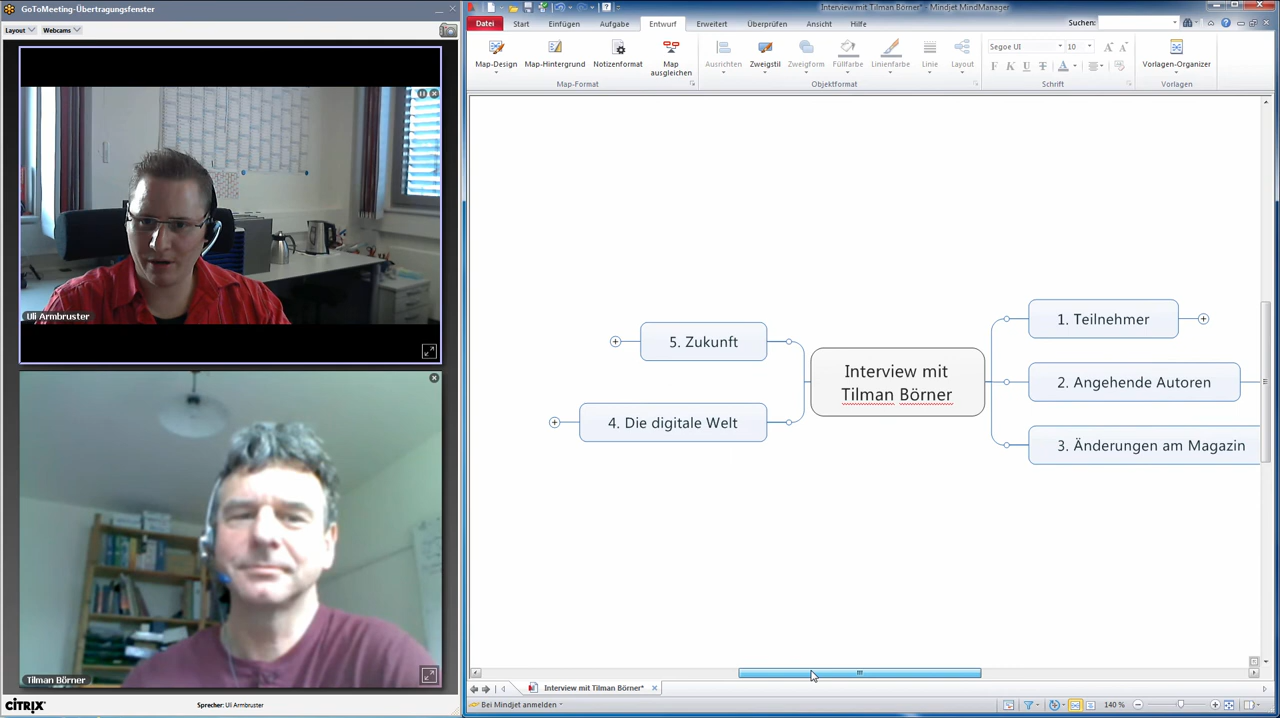 GoToMeeting-Übertragungsfenster
Layout
Webcams
Uli Armbruster
Tilman Börner
CITRIX
Sprecher: Uli Armbruster
Interview mit Tilman Börner* - Mindjet MindManager
Datei
Start
Einfügen
Aufgabe
Entwurf
Erweitert
Überprüfen
Ansicht
Hilfe
Suchen:
Map-Design
Map-Hintergrund
Notizenformat
Map ausgleichen
Map-Format
Ausrichten
Zweigstil
Zweigform
Füllfarbe
Linienfarbe
Linie
Layout
Objektformat
Segoe UI
10
F K U S A
Schrift
Vorlagen-Organizer
Vorlagen
5. Zukunft
4. Die digitale Welt
Interview mit
Tilman Börner
1. Teilnehmer
2. Angehende Autoren
3. Änderungen am Magazin
Interview mit Tilman Börner*
Bei Mindjet anmelden
140 %